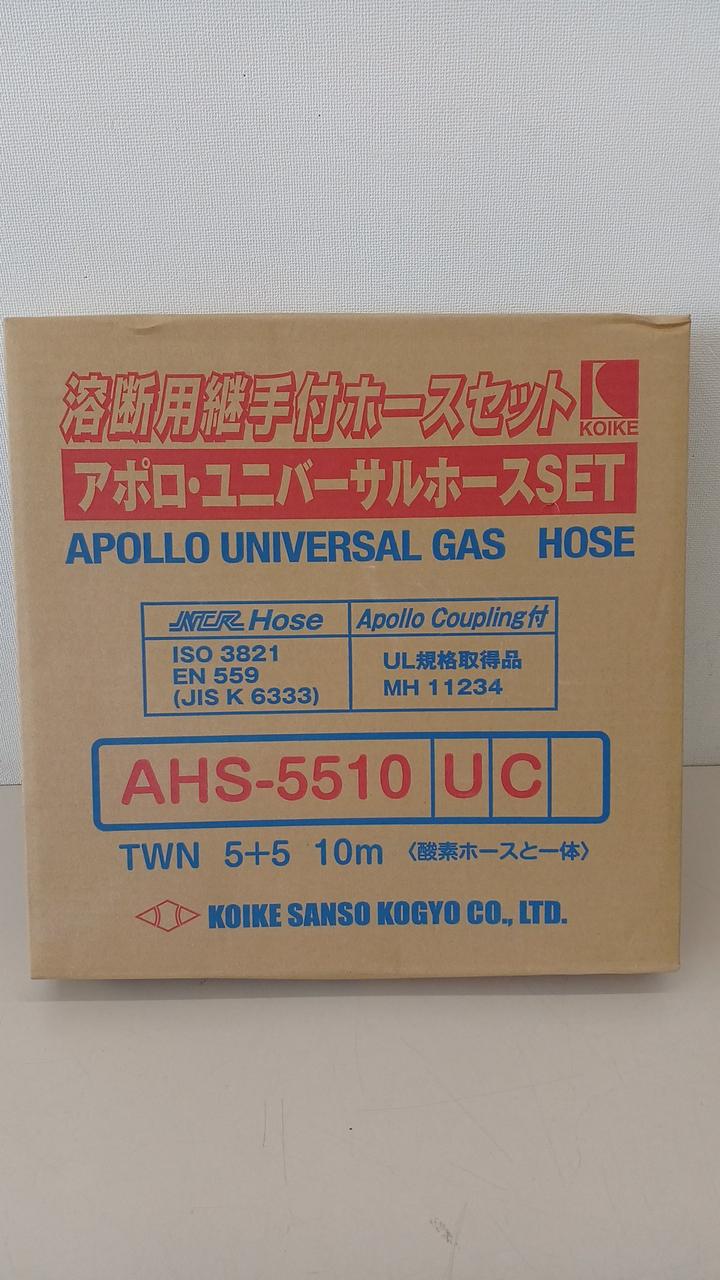 溶断用継手付ホースセット
KOIKE
アポロ・ユニバーサルホースSET
APOLLO UNIVERSAL GAS HOSE
NCR Hose
Apollo Coupling付
ISO 3821
EN 559
(JIS K 6333)
UL規格取得品
MH 11234
AHS-5510 U C
TWN 5+5 10m 〈酸素ホースと一体〉
KOIKE SANSO KOGYO CO., LTD.